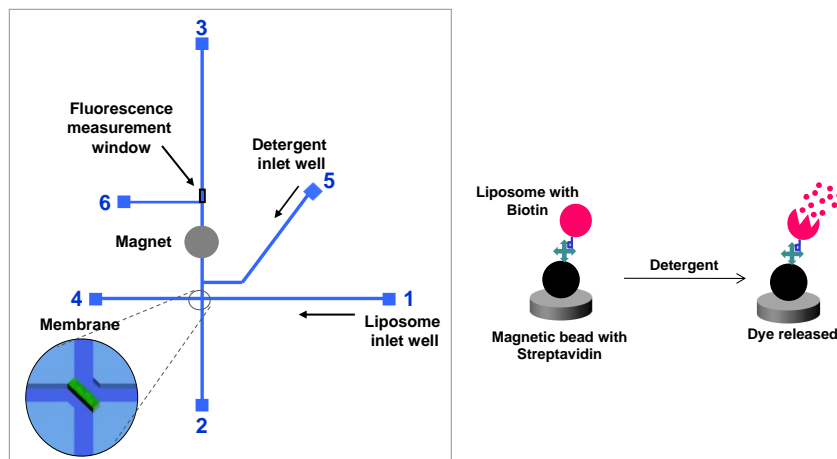 3
Fluorescence
measurement
window
Detergent
inlet well
5
6
Magnet
4
1
Membrane
Liposome
inlet well
2
Liposome with
Biotin
Detergent
Magnetic bead with
Streptavidin
Dye released